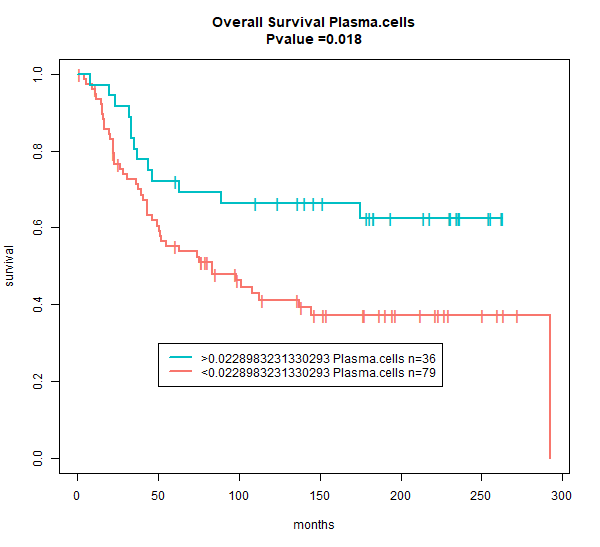 Overall Survival Plasma.cells
Pvalue =0.018
1.0
0.8
0.6
0.4
0.2
0.0
survival
>0.0228983231330293 Plasma.cells n=36
<0.0228983231330293 Plasma.cells n=79
0 50 100 150 200 250 300
months